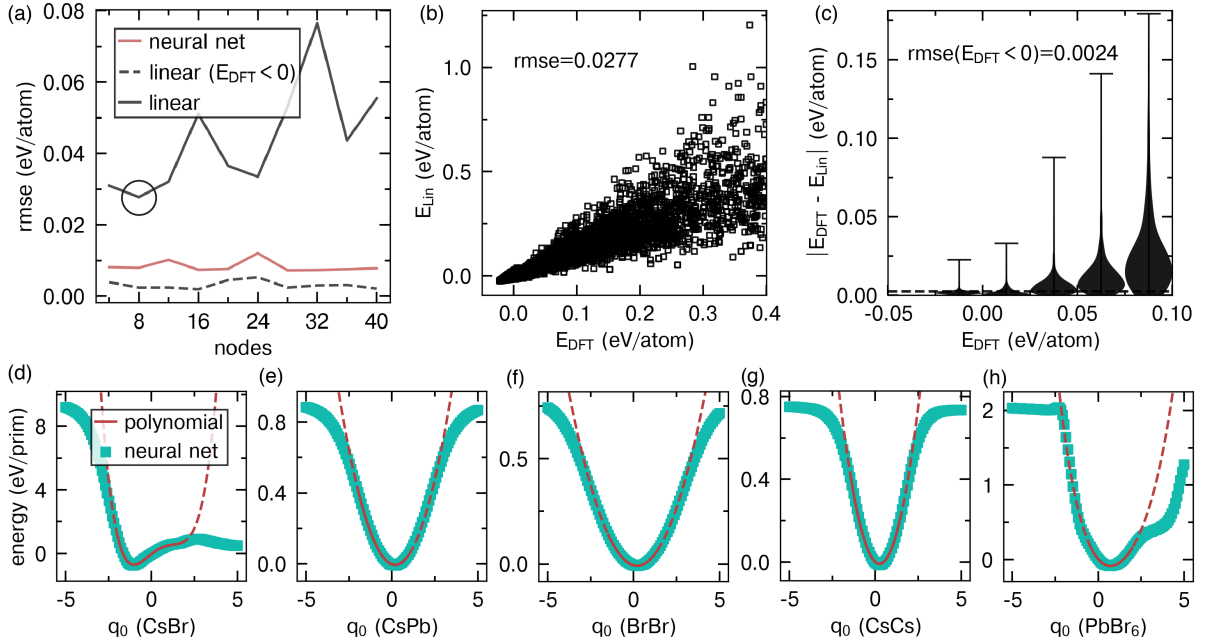 (a)
0.08
0.06
0.04
0.02
0.00
rmse (eV/atom)
neural net
linear (E_DFT < 0)
linear
8 16 24 32 40
nodes
(b)
rmse=0.0277
1.0
0.5
0.0
E_Lin (eV/atom)
0.0 0.1 0.2 0.3 0.4
E_DFT (eV/atom)
(c)
rmse(E_DFT < 0)=0.0024
0.15
0.10
0.05
0.00
|E_DFT - E_Lin| (eV/atom)
-0.05 0.00 0.05 0.10
E_DFT (eV/atom)
(d)
8
4
0
energy (eV/prim)
polynomial
neural net
-5 0 5
q₀ (CsBr)
(e)
0.8
0.4
0.0
-5 0 5
q₀ (CsPb)
(f)
0.5
0.0
-5 0 5
q₀ (BrBr)
(g)
0.8
0.4
0.0
-5 0 5
q₀ (CsCs)
(h)
2
1
0
-5 0 5
q₀ (PbBr₆)